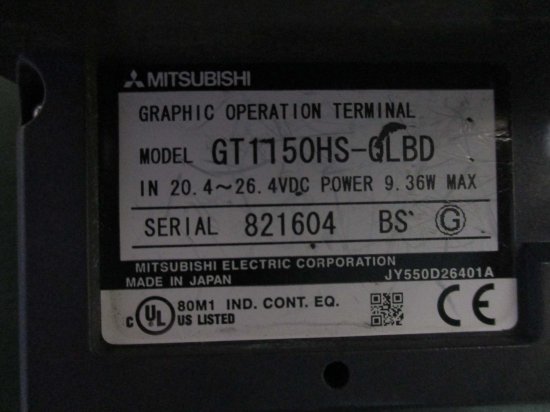 MITSUBISHI
GRAPHIC OPERATION TERMINAL
MODEL GT1150HS-QLBD
IN 20.4~26.4VDC POWER 9.36W MAX
SERIAL 821604 BS G
MITSUBISHI ELECTRIC CORPORATION
MADE IN JAPAN JY550D26401A
C UL US LISTED 80M1 IND. CONT. EQ. CE